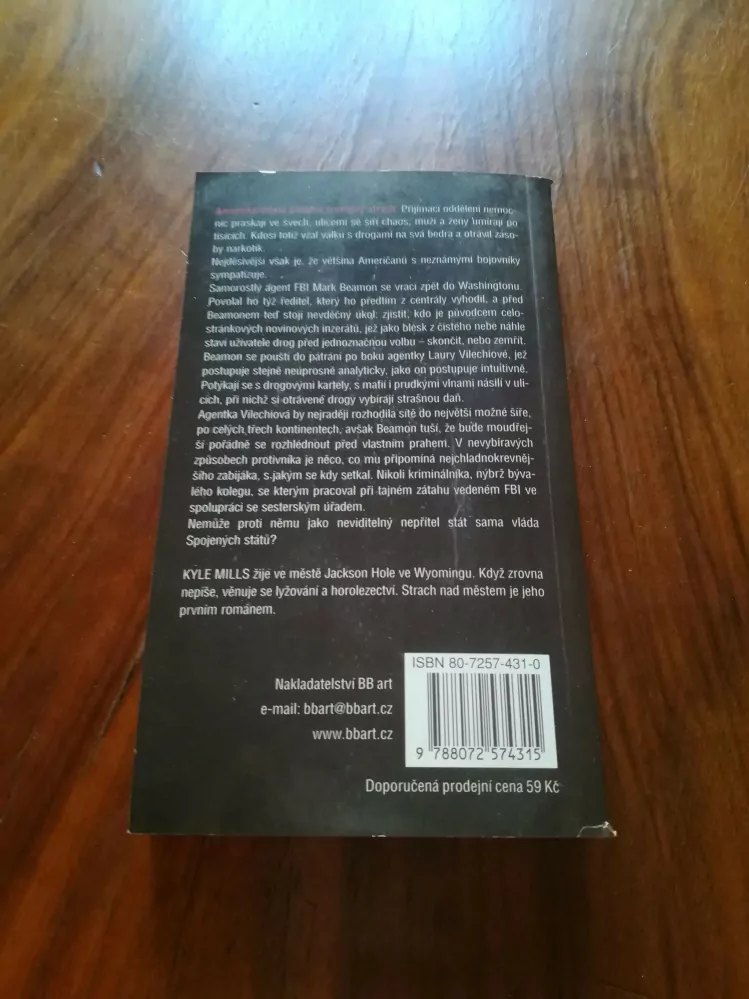 strach Přijímací oddělení nemoc-
nic praskají ve švech, ulicemi se šíří chaos, muži a ženy umírají po
tisících. Kdosi totiž vzal válku s drogami na svá bedra a otrávil záso-
by narkotik.
Nejděsivější však je, že většina Američanů s neznámými bojovníky
sympatizuje.
Samorostlý agent FBI Mark Beamon se vrací zpět do Washingtonu.
Povolal ho týž ředitel, který ho předtím z centrály vyhodil, a před
Beamonem teď stojí nevděčný úkol: zjistit, kdo je původcem celo-
stránkových novinových inzerátů, jež jako blesk z čistého nebe náhle
staví uživatele drog před jednoznačnou volbu – skončit, nebo zemřít.
Beamon se pouští do pátrání po boku agentky Laury Vilechiové, jež
postupuje stejně neúprosně analyticky, jako on postupuje intuitivně.
Potýkají se s drogovými kartely, s mafií i prudkými vlnami násilí v uli-
cích, při nichž si otrávené drogy vybírají strašnou daň.
Agentka Vilechiová by nejraději rozhodila sítě do největší možné šíře,
po celých třech kontinentech, avšak Beamon tuší, že bude moudřej-
ší pořádně se rozhlédnout před vlastním prahem. V nevybíravých
způsobech protivníka je něco, co mu připomíná nejchladnokrevněj-
šího zabijáka, s jakým se kdy setkal. Nikoli kriminálníka, nýbrž býva-
lého kolegu, se kterým pracoval při tajném zátahu vedeném FBI ve
spolupráci se sesterským úřadem.
Nemůže proti němu jako neviditelný nepřítel stát sama vláda
Spojených států?
KYLE MILLS žije ve městě Jackson Hole ve Wyomingu. Když zrovna
nepíše, věnuje se lyžování a horolezectví. Strach nad městem je jeho
prvním románem.
ISBN 80-7257-431-0
Nakladatelství BB art
e-mail: bbart@bbart.cz
www.bbart.cz
9 788072 574315
Doporučená prodejní cena 59 Kč